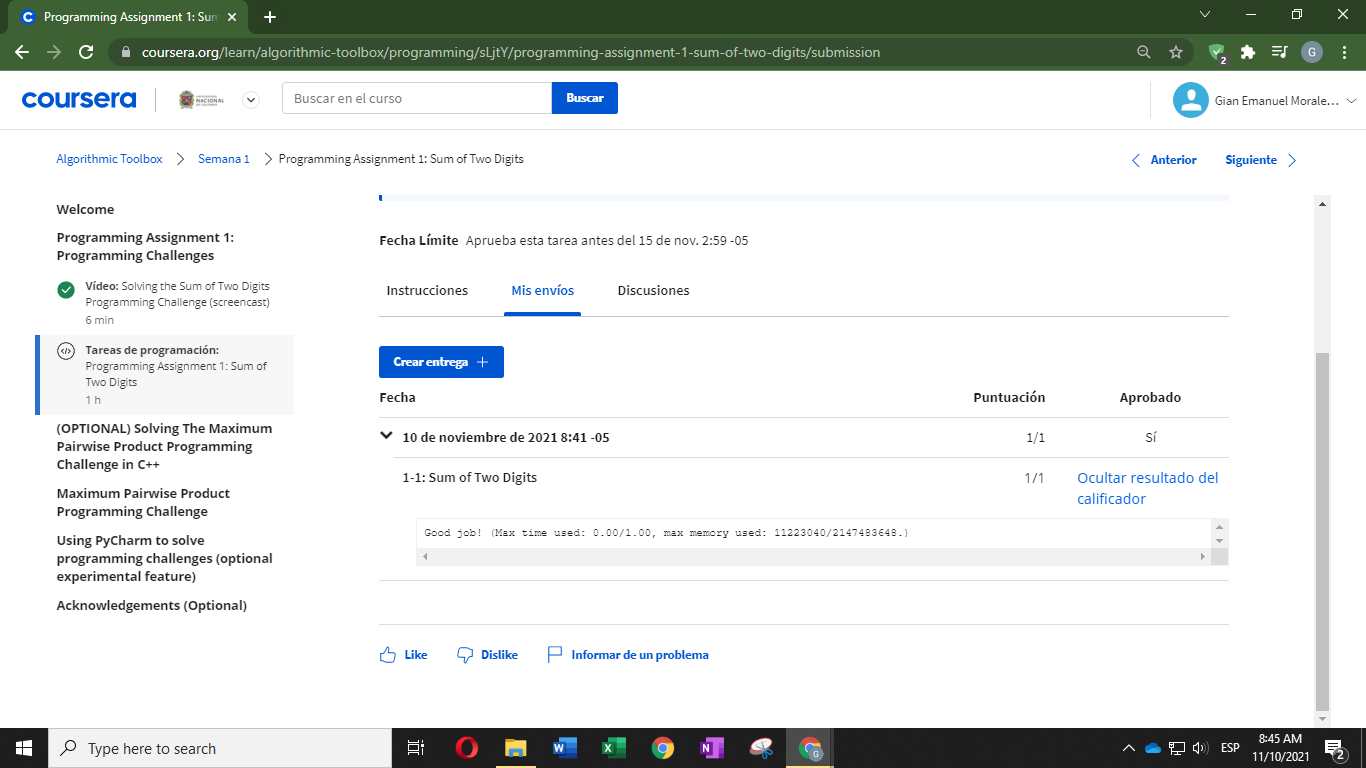 Programming Assignment 1: Sum
coursera.org/learn/algorithmic-toolbox/programming/sLjtY/programming-assignment-1-sum-of-two-digits/submission
2
G
coursera
UNIVERSIDAD
NACIONAL
DE COLOMBIA
Buscar en el curso
Buscar
Gian Emanuel Morale...
Algorithmic Toolbox
Semana 1
Programming Assignment 1: Sum of Two Digits
Anterior
Siguiente
Welcome
Programming Assignment 1:
Programming Challenges
Vídeo: Solving the Sum of Two Digits
Programming Challenge (screencast)
6 min
Tareas de programación:
Programming Assignment 1: Sum of
Two Digits
1 h
(OPTIONAL) Solving The Maximum
Pairwise Product Programming
Challenge in C++
Maximum Pairwise Product
Programming Challenge
Using PyCharm to solve
programming challenges (optional
experimental feature)
Acknowledgements (Optional)
Fecha Límite Aprueba esta tarea antes del 15 de nov. 2:59 -05
Instrucciones
Mis envíos
Discusiones
Crear entrega +
Fecha
Puntuación
Aprobado
10 de noviembre de 2021 8:41 -05
1/1
Sí
1-1: Sum of Two Digits
1/1
Ocultar resultado del
calificador
Good job! (Max time used: 0.00/1.00, max memory used: 11223040/2147483648.)
Like
Dislike
Informar de un problema
Type here to search
ESP
8:45 AM
11/10/2021
2